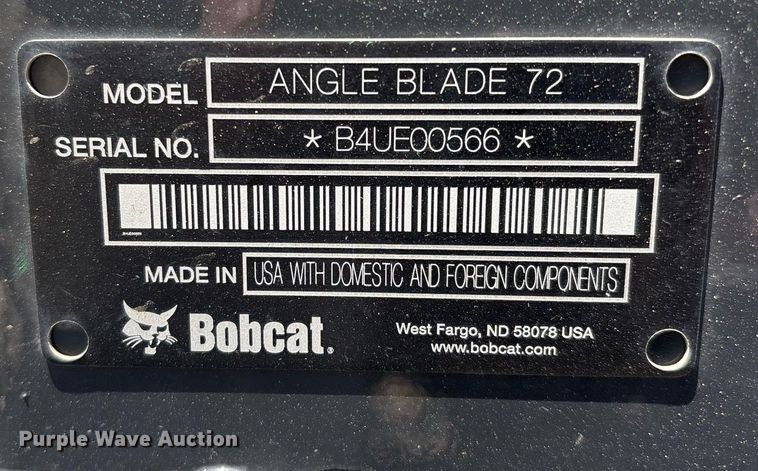 MODEL ANGLE BLADE 72
SERIAL NO. * B4UE00566 *
B4UE00566
MADE IN USA WITH DOMESTIC AND FOREIGN COMPONENTS
Bobcat®
West Fargo, ND 58078 USA
www.bobcat.com
Purple Wave Auction